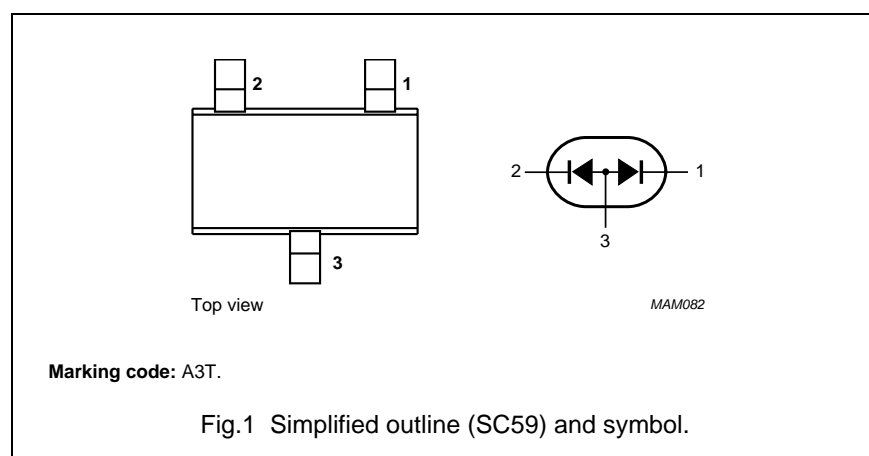 2
1
3
Top view
2
1
3
MAM082
Marking code: A3T.
Fig.1 Simplified outline (SC59) and symbol.